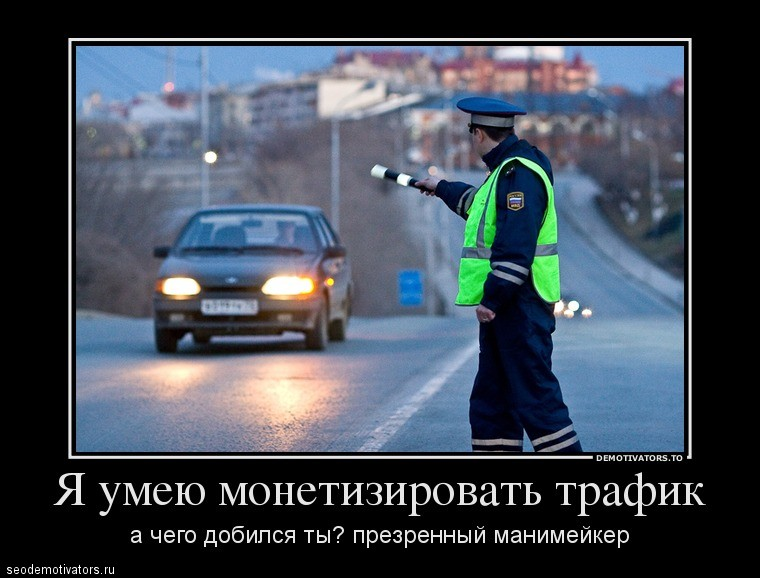 DEMOTIVATORS.TO
Я умею монетизировать трафик
а чего добился ты? презренный манимейкер
seodemotivators.ru